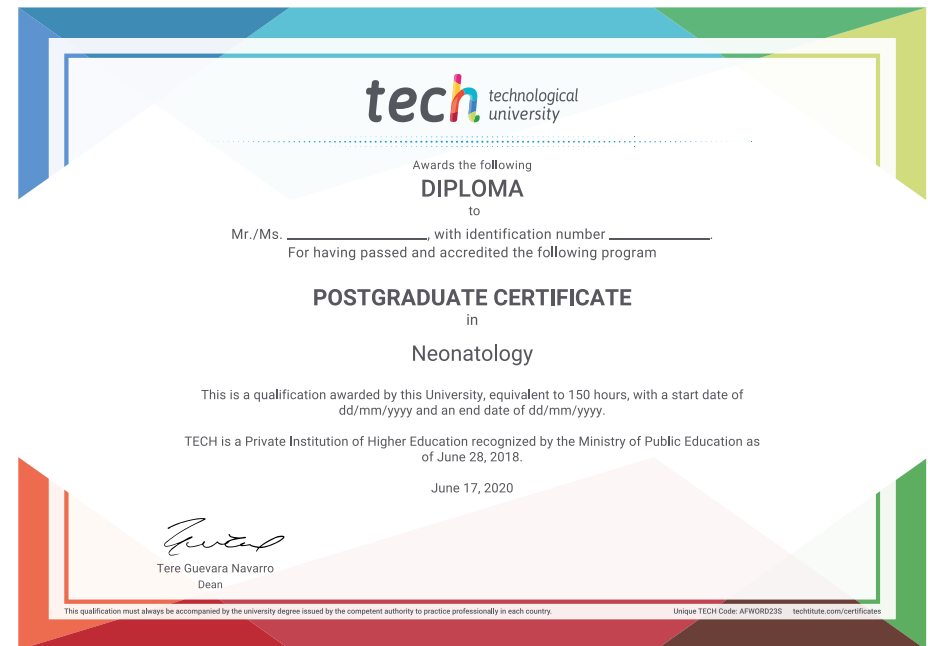 tech technological
university
Awards the following
DIPLOMA
to
Mr./Ms. ____________________, with identification number ______________.
For having passed and accredited the following program
POSTGRADUATE CERTIFICATE
in
Neonatology
This is a qualification awarded by this University, equivalent to 150 hours, with a start date of
dd/mm/yyyy and an end date of dd/mm/yyyy.
TECH is a Private Institution of Higher Education recognized by the Ministry of Public Education as
of June 28, 2018.
June 17, 2020
Tere Guevara Navarro
Dean
This qualification must always be accompanied by the university degree issued by the competent authority to practice professionally in each country.
Unique TECH Code: AFWORD23S techtitute.com/certificates